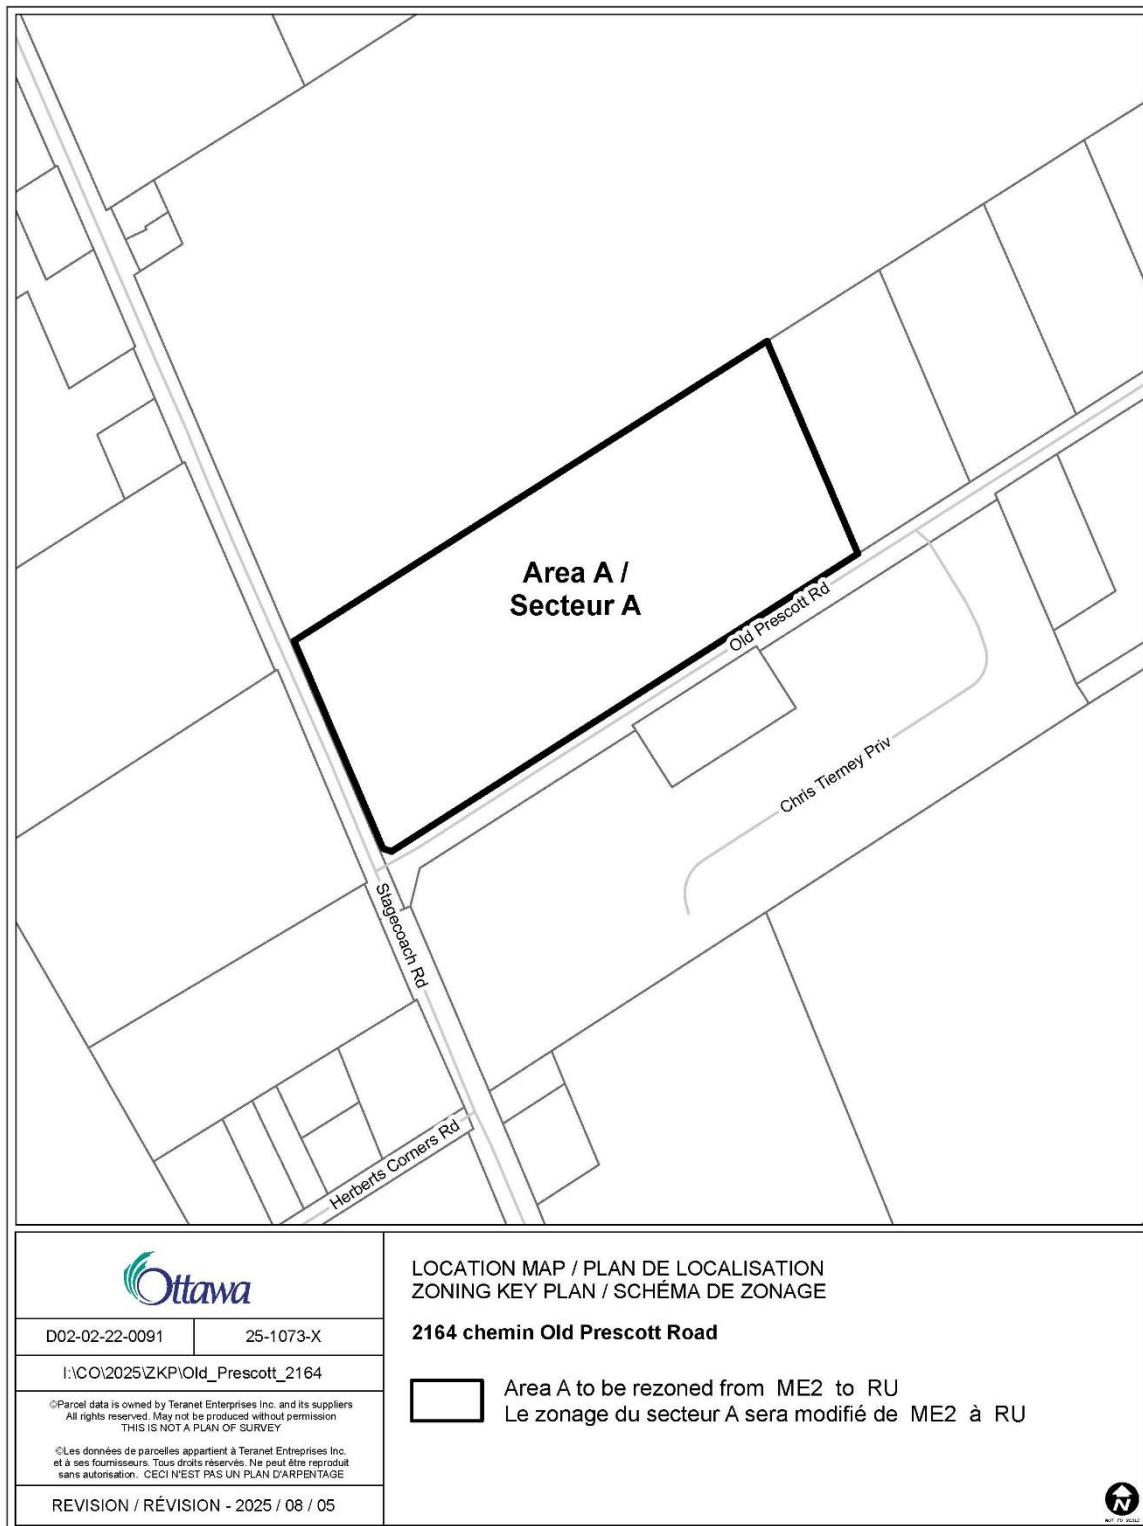 Area A /
Secteur A
Old Prescott Rd
Chris Tierney Priv
Stagecoach Rd
Herberts Corners Rd
Ottawa
D02-02-22-0091
25-1073-X
I:\CO\2025\ZKP\Old_Prescott_2164
©Parcel data is owned by Teranet Enterprises Inc. and its suppliers
All rights reserved. May not be produced without permission
THIS IS NOT A PLAN OF SURVEY
©Les données de parcelles appartient à Teranet Entreprises Inc.
et à ses fournisseurs. Tous droits réservés. Ne peut être reproduit
sans autorisation. CECI N'EST PAS UN PLAN D'ARPENTAGE
REVISION / RÉVISION - 2025 / 08 / 05
LOCATION MAP / PLAN DE LOCALISATION
ZONING KEY PLAN / SCHÉMA DE ZONAGE
2164 chemin Old Prescott Road
Area A to be rezoned from ME2 to RU
Le zonage du secteur A sera modifié de ME2 à RU
N
NOT TO SCALE